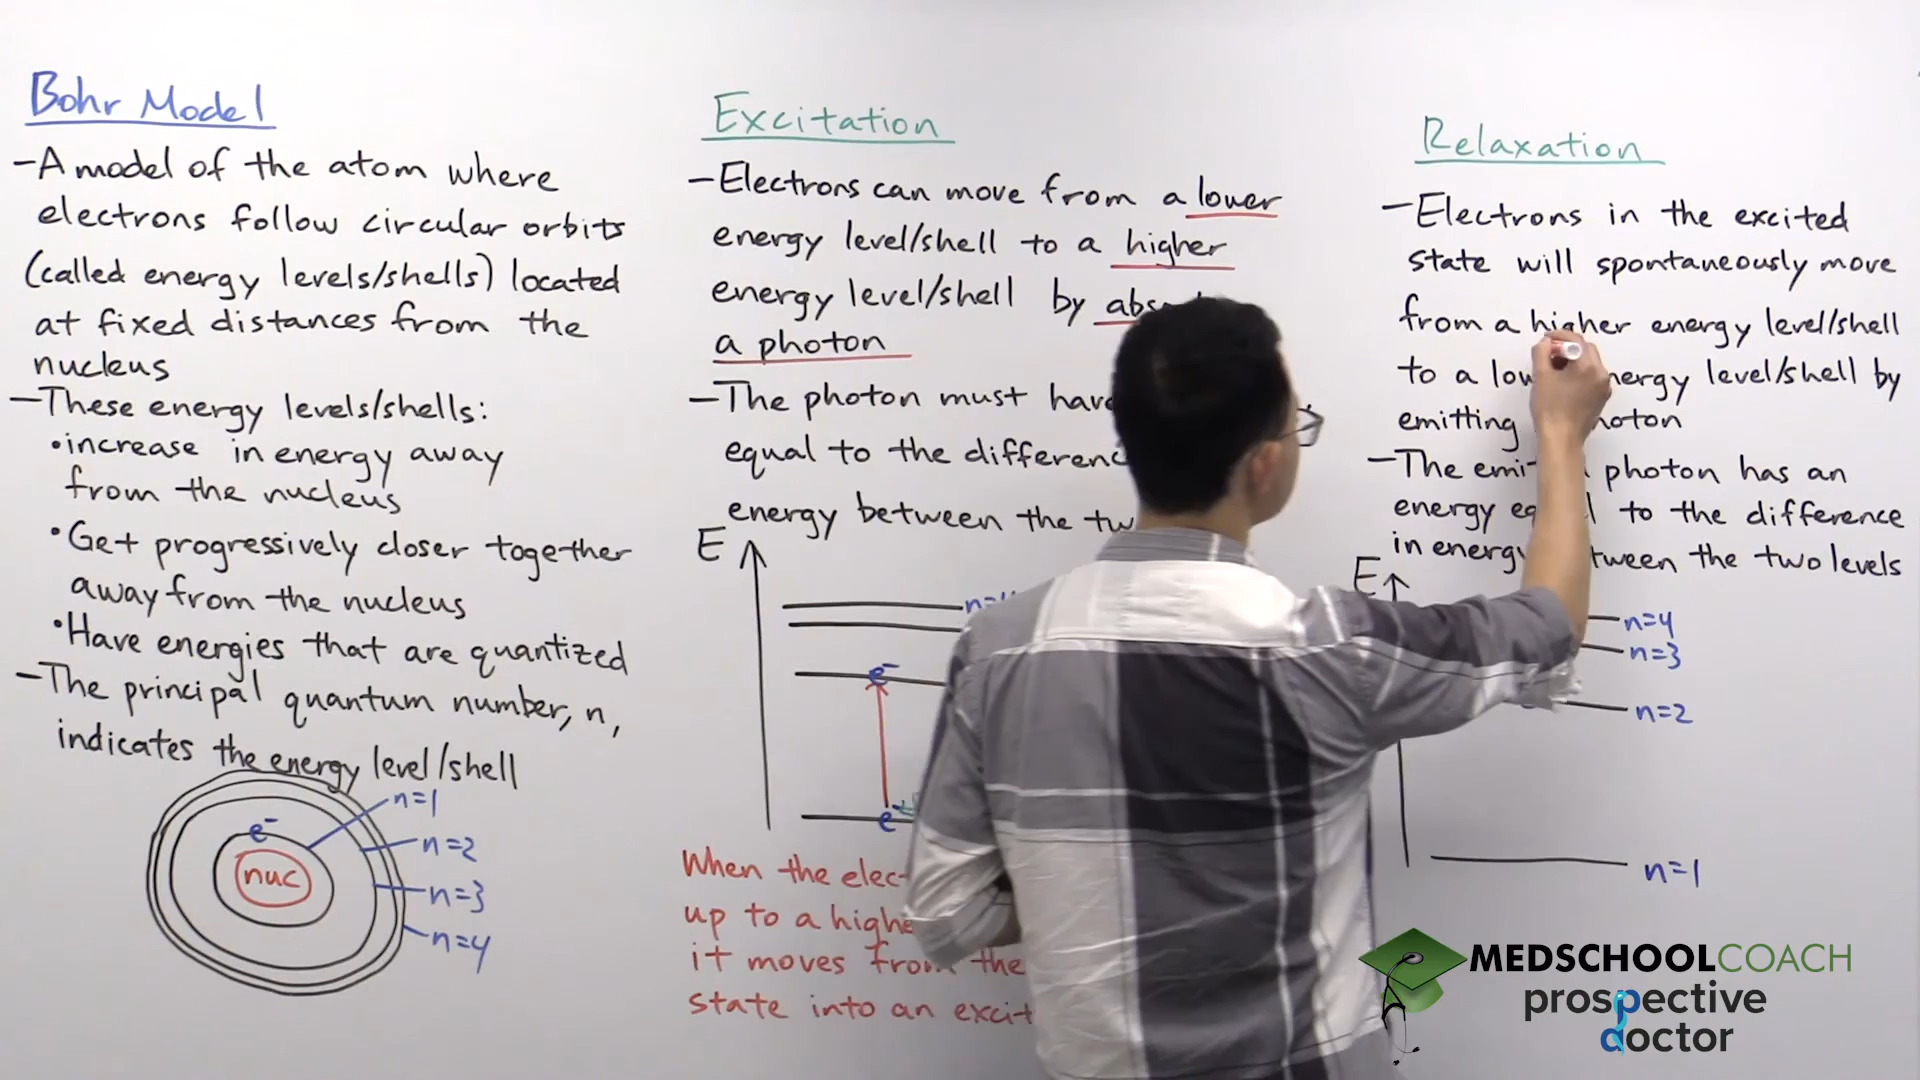 Bohr Model
-A model of the atom where
electrons follow circular orbits
(called energy levels/shells) located
at fixed distances from the
nucleus
-These energy levels/shells:
•increase in energy away
from the nucleus
•Get progressively closer together
away from the nucleus
•Have energies that are quantized
-The principal quantum number, n,
indicates the energy level/shell
n=1
e-
n=2
nuc
n=3
n=4
Excitation
-Electrons can move from a lower
energy level/shell to a higher
energy level/shell by
a photon
-The photon must
equal to the
energy between the
E
e-
e
When the
up to a
it moves from the
state into an
Relaxation
-Electrons in the excited
state will spontaneously move
from a higher energy level/shell
to a level/shell by
emitting
-The photon has an
energy to the difference
in energy the two levels
E
n=4
n=3
n=2
n=1
MEDSCHOOLCOACH
prospective
doctor